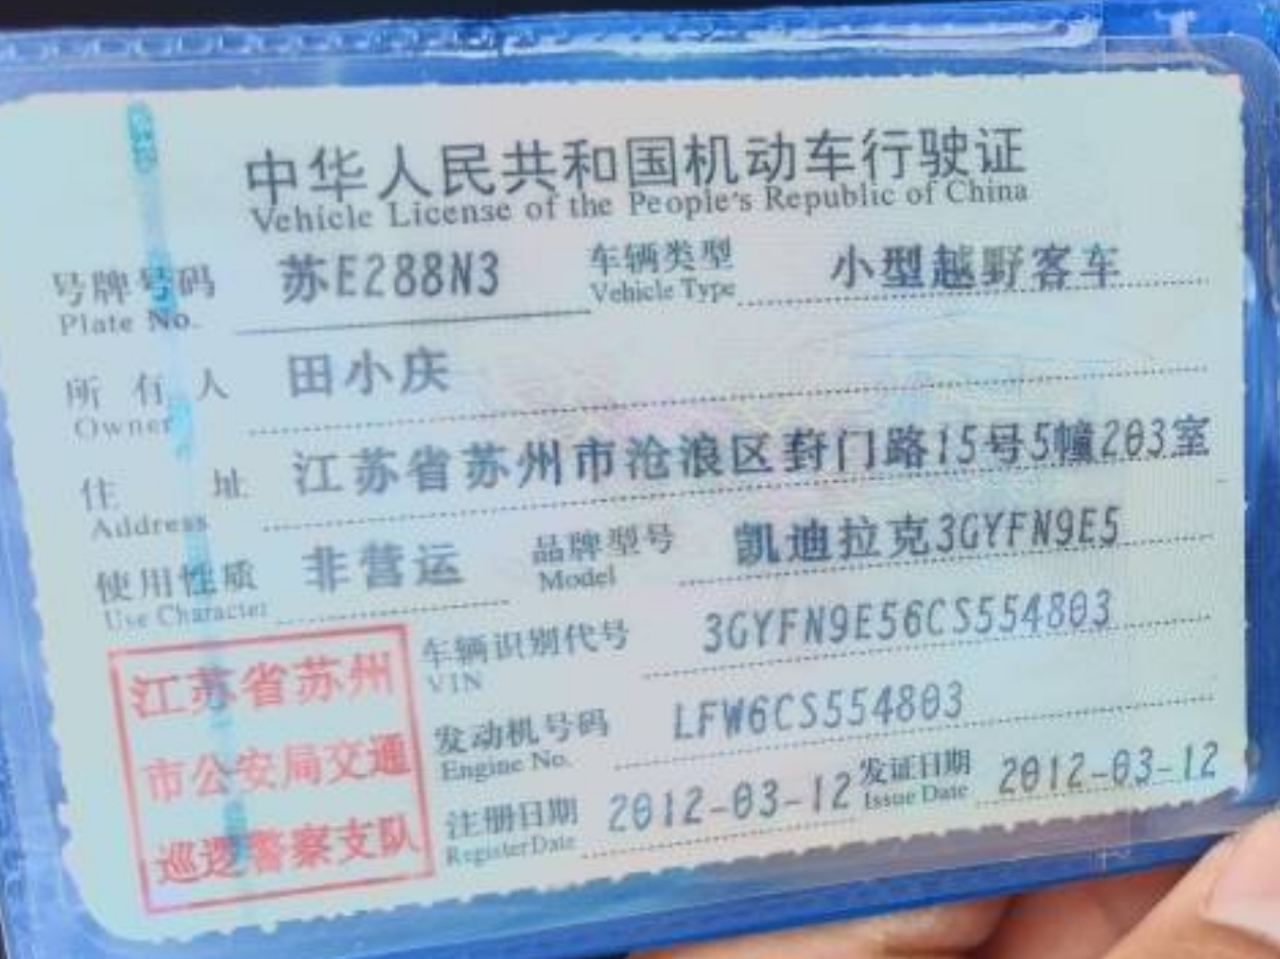 中华人民共和国机动车行驶证
Vehicle License of the People's Republic of China
号牌号码 苏E288N3 车辆类型 小型越野客车
Plate No. Vehicle Type
所有人 田小庆
Owner
住址 江苏省苏州市沧浪区葑门路15号5幢203室
Address
使用性质 非营运 品牌型号 凯迪拉克3GYFN9E5
Use Character Model
车辆识别代号 3GYFN9E56CS554803
VIN
发动机号码 LFW6CS554803
Engine No.
注册日期 2012-03-12 发证日期 2012-03-12
Register Date Issue Date
江苏省苏州
市公安局交通
巡逻警察支队